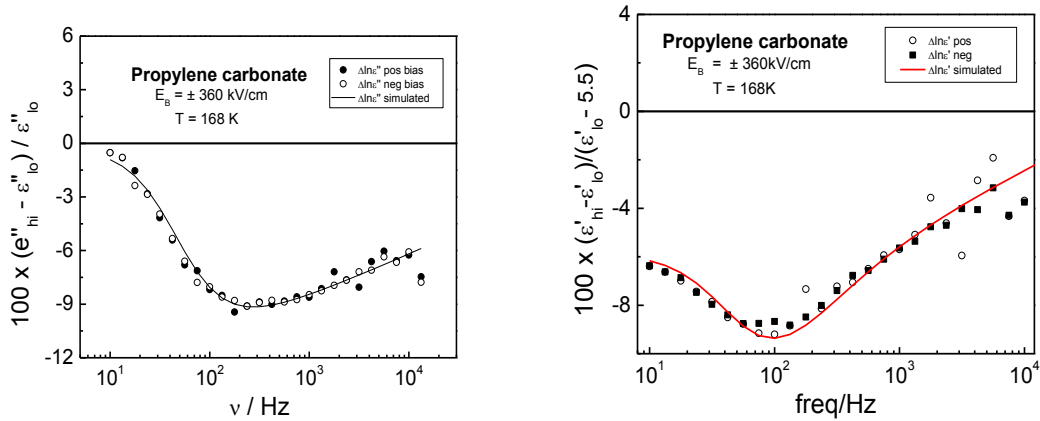 6
3
0
-3
-6
-9
-12
100 x (e''hi - ε''lo) / ε''lo
Propylene carbonate
EB = ± 360 kV/cm
T = 168 K
Δlnε'' pos bias
Δlnε'' neg bias
Δlnε'' simulated
10¹ 10² 10³ 10⁴
ν / Hz
4
0
-4
-8
100 x (ε'hi-ε'lo)/(ε'lo - 5.5)
Propylene carbonate
EB = ± 360kV/cm
T = 168K
Δlnε' pos
Δlnε' neg
Δlnε' simulated
10¹ 10² 10³ 10⁴
freq/Hz